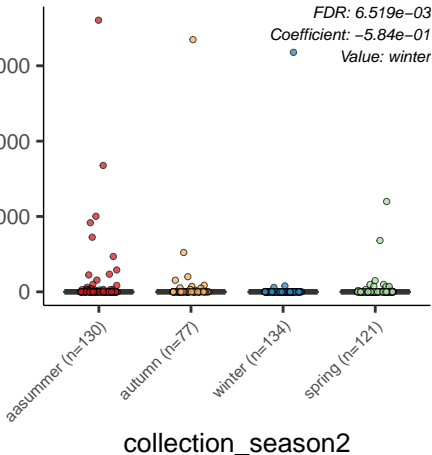 FDR: 6.519e−03
Coefficient: −5.84e−01
Value: winter
000
000
000
0
aasummer (n=130)
autumn (n=77)
winter (n=134)
spring (n=121)
collection_season2